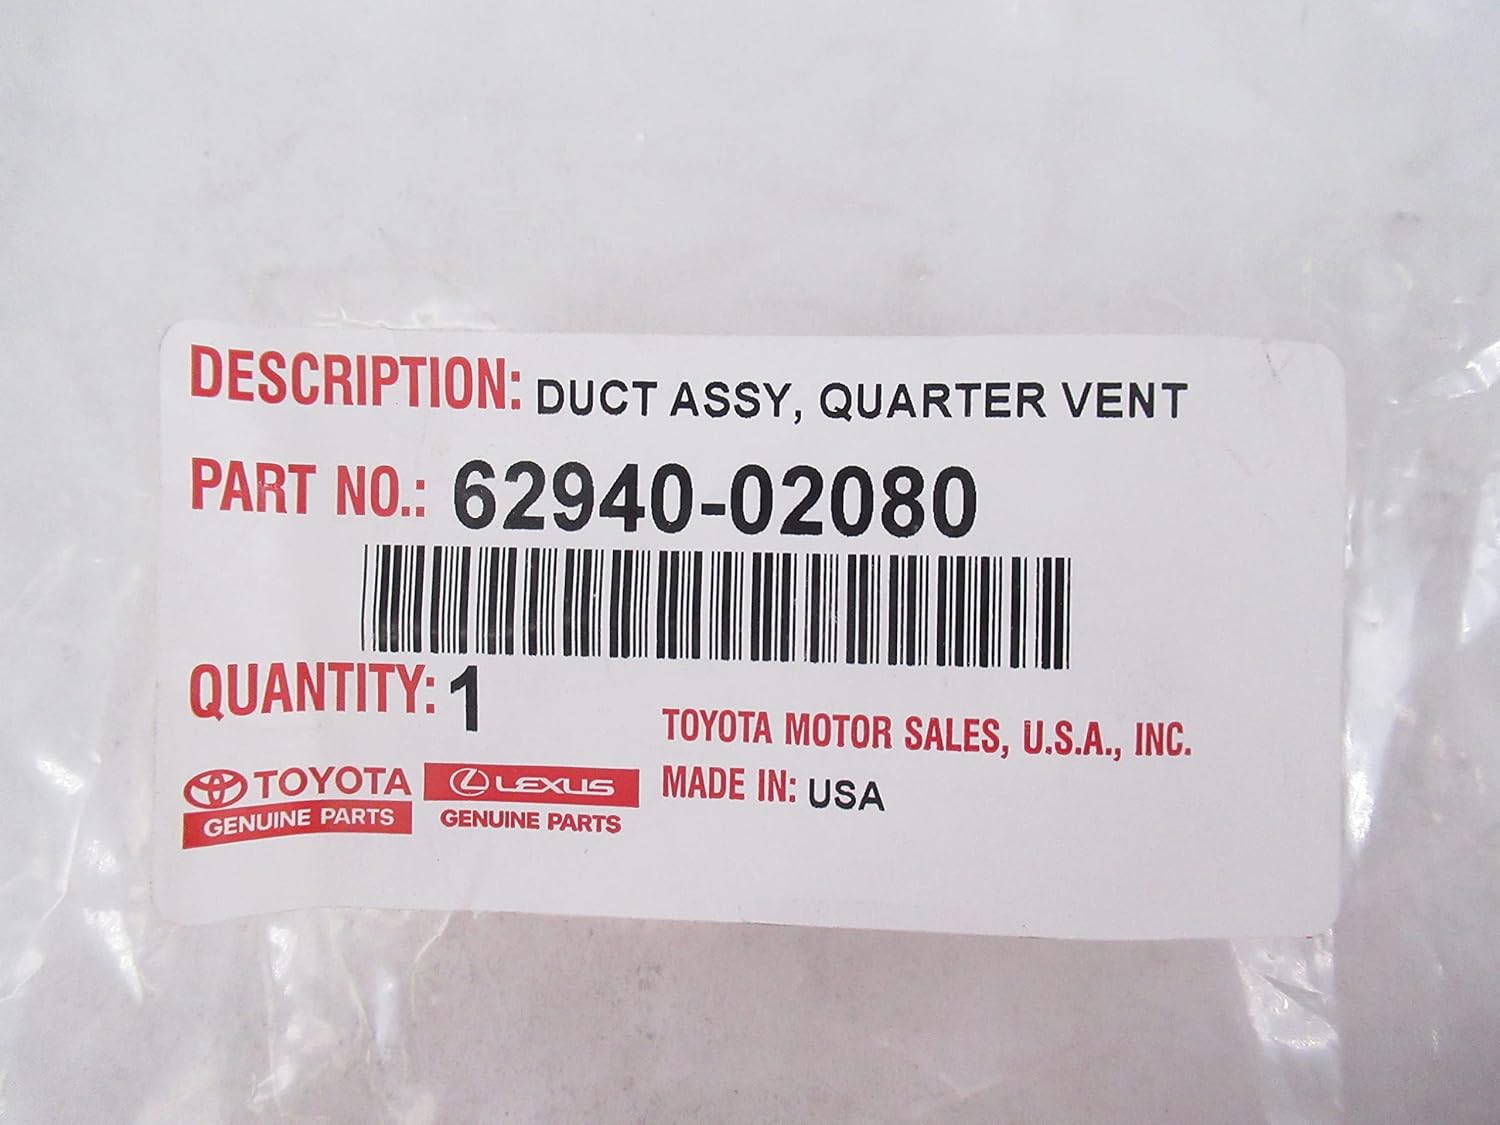 DESCRIPTION: DUCT ASSY, QUARTER VENT
PART NO.: 62940-02080
QUANTITY: 1
TOYOTA MOTOR SALES, U.S.A., INC.
MADE IN: USA
TOYOTA
GENUINE PARTS
LEXUS
GENUINE PARTS